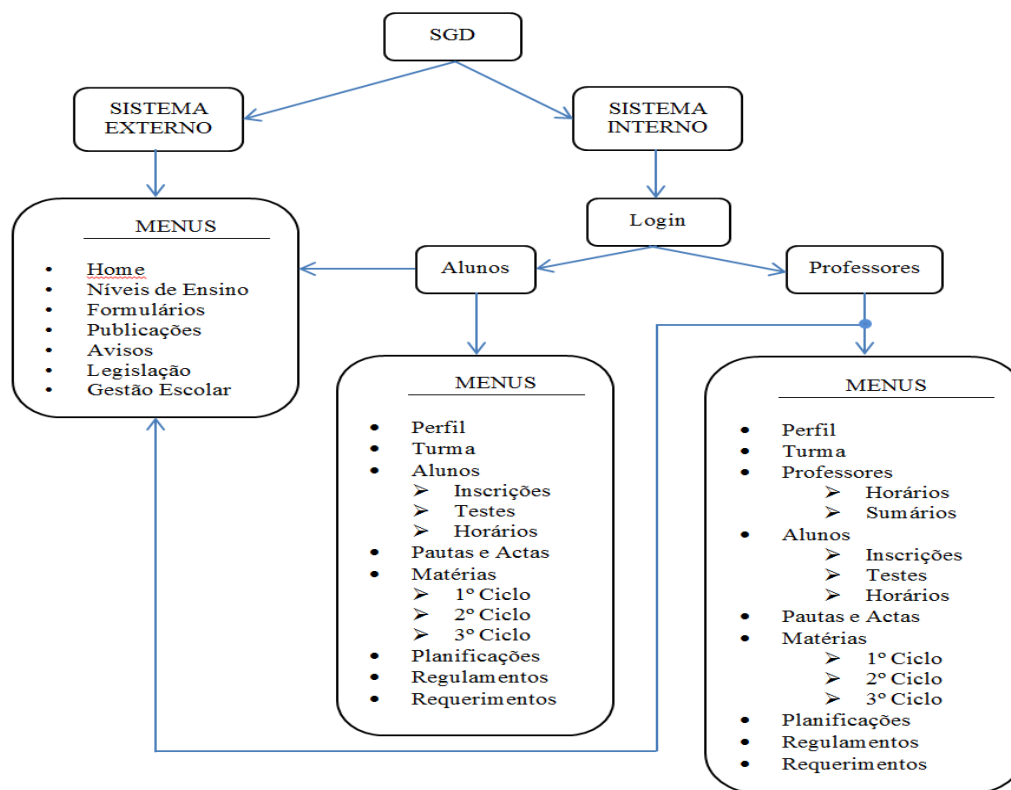 SGD
SISTEMA
EXTERNO
SISTEMA
INTERNO
MENUS
Home
Níveis de Ensino
Formulários
Publicações
Avisos
Legislação
Gestão Escolar
Login
Alunos
Professores
MENUS
Perfil
Turma
Alunos
Inscrições
Testes
Horários
Pautas e Actas
Matérias
1º Ciclo
2º Ciclo
3º Ciclo
Planificações
Regulamentos
Requerimentos
MENUS
Perfil
Turma
Professores
Horários
Sumários
Alunos
Inscrições
Testes
Horários
Pautas e Actas
Matérias
1º Ciclo
2º Ciclo
3º Ciclo
Planificações
Regulamentos
Requerimentos